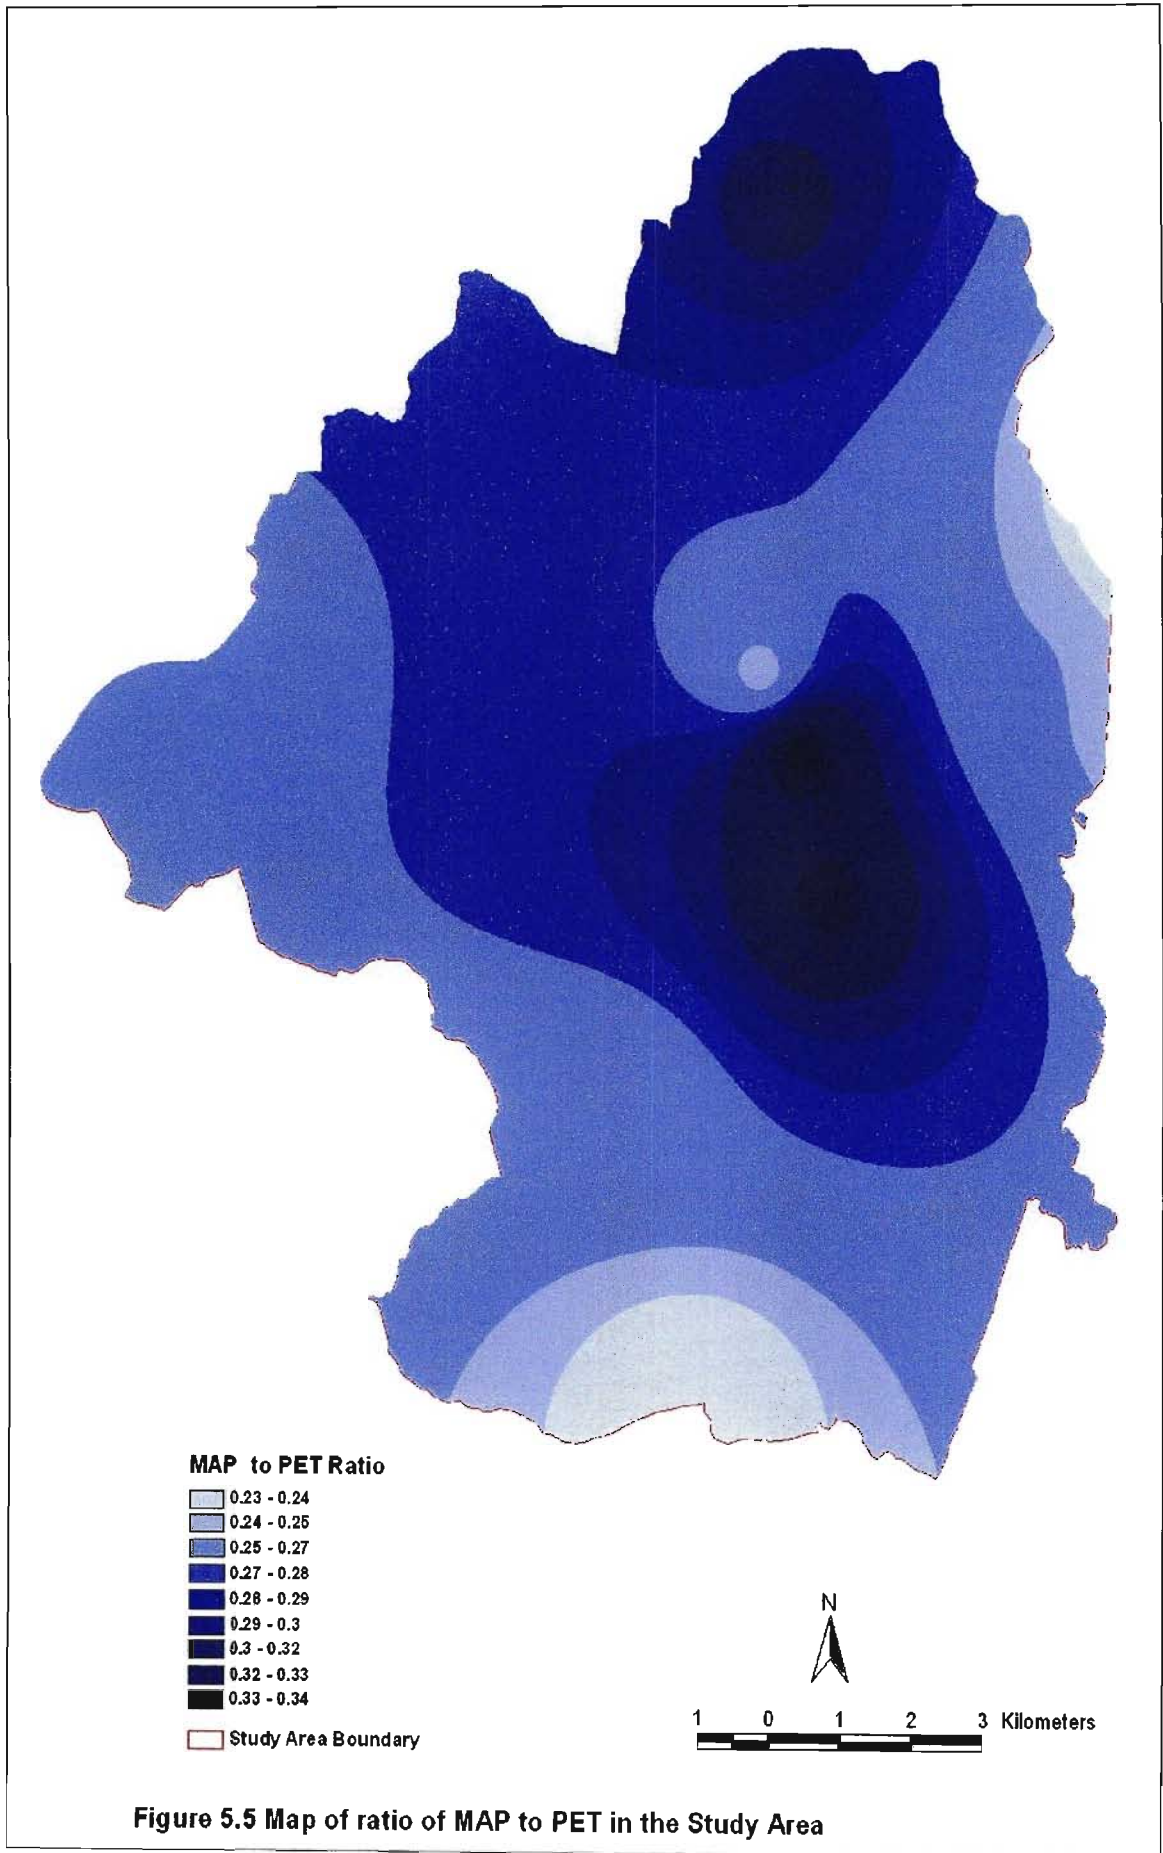 MAP to PET Ratio
0.23 - 0.24
0.24 - 0.25
0.25 - 0.27
0.27 - 0.28
0.28 - 0.29
0.29 - 0.3
0.3 - 0.32
0.32 - 0.33
0.33 - 0.34
Study Area Boundary
N
1 0 1 2 3 Kilometers
Figure 5.5 Map of ratio of MAP to PET in the Study Area